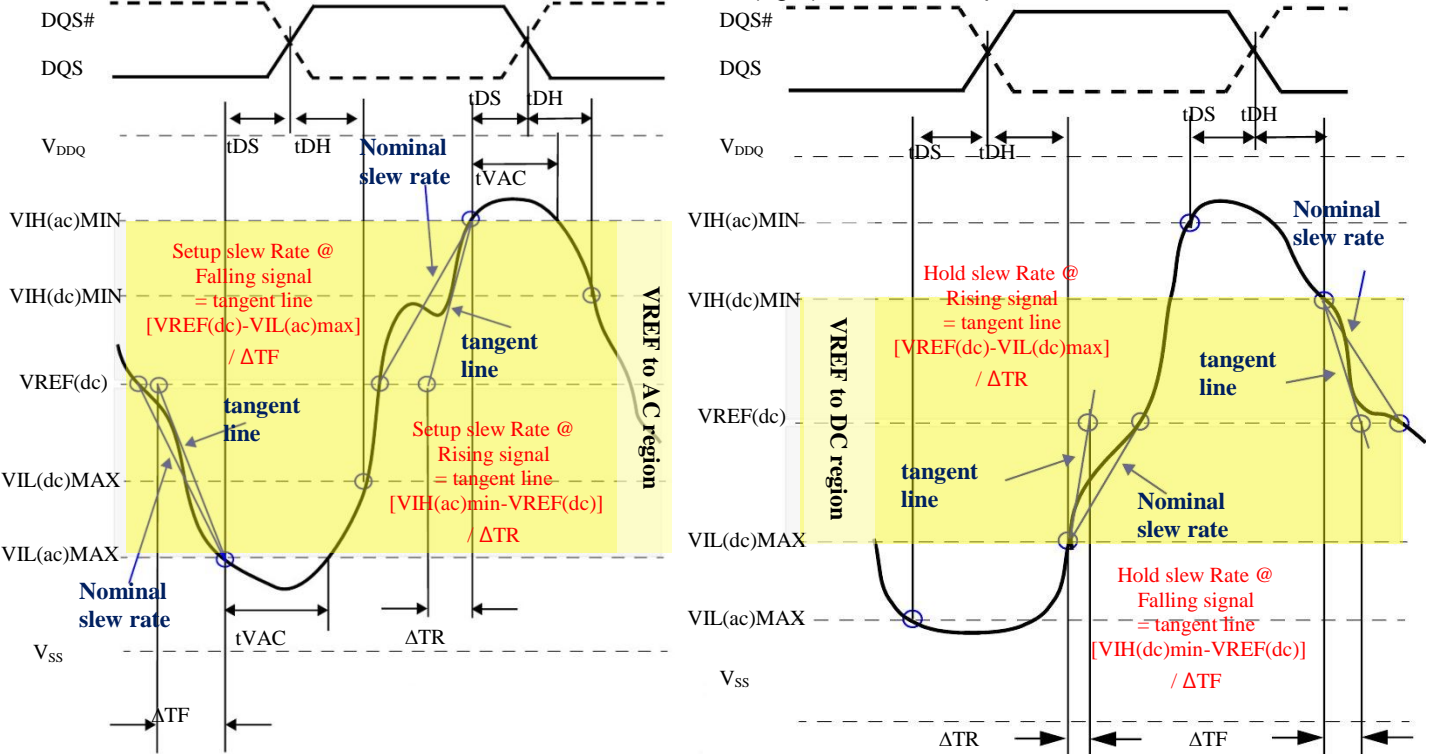 DQS#
DQS
tDS
tDH
tDS
tDH
VDDQ
Nominal
slew rate
tVAC
VIH(ac)MIN
Setup slew Rate @
Falling signal
= tangent line
[VREF(dc)-VIL(ac)max]
/ ΔTF
VIH(dc)MIN
tangent
line
VREF to AC region
VREF(dc)
tangent
line
Setup slew Rate @
Rising signal
= tangent line
[VIH(ac)min-VREF(dc)]
/ ΔTR
VIL(dc)MAX
VIL(ac)MAX
Nominal
slew rate
tVAC
ΔTR
VSS
ΔTF
DQS#
DQS
tDS
tDH
tDS
tDH
VDDQ
VIH(ac)MIN
Nominal
slew rate
Hold slew Rate @
Rising signal
= tangent line
[VREF(dc)-VIL(dc)max]
/ ΔTR
VIH(dc)MIN
VREF to DC region
tangent
line
VREF(dc)
tangent
line
Nominal
slew rate
VIL(dc)MAX
Hold slew Rate @
Falling signal
= tangent line
[VIH(dc)min-VREF(dc)]
/ ΔTF
VIL(ac)MAX
VSS
ΔTR
ΔTF